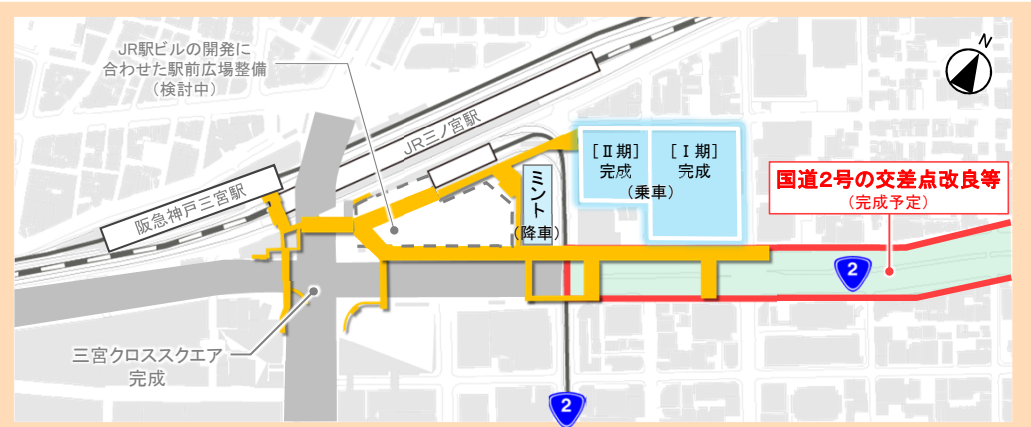 JR駅ビルの開発に
合わせた駅前広場整備
（検討中）
N
JR三ノ宮駅
阪急神戸三宮駅
［Ⅱ期］
完成
［Ⅰ期］
完成
（乗車）
ミント
（降車）
国道2号の交差点改良等
（完成予定）
2
三宮クロススクエア
完成
2